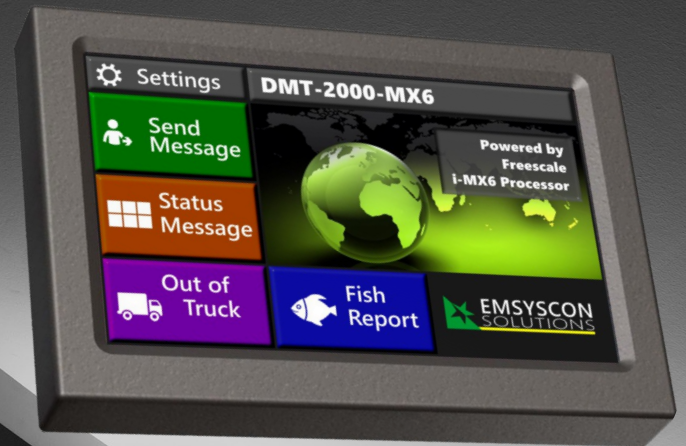 Settings
DMT-2000-MX6
Send
Message
Powered by
Freescale
i-MX6 Processor
Status
Message
Out of
Truck
Fish
Report
EMSYSCON
SOLUTIONS